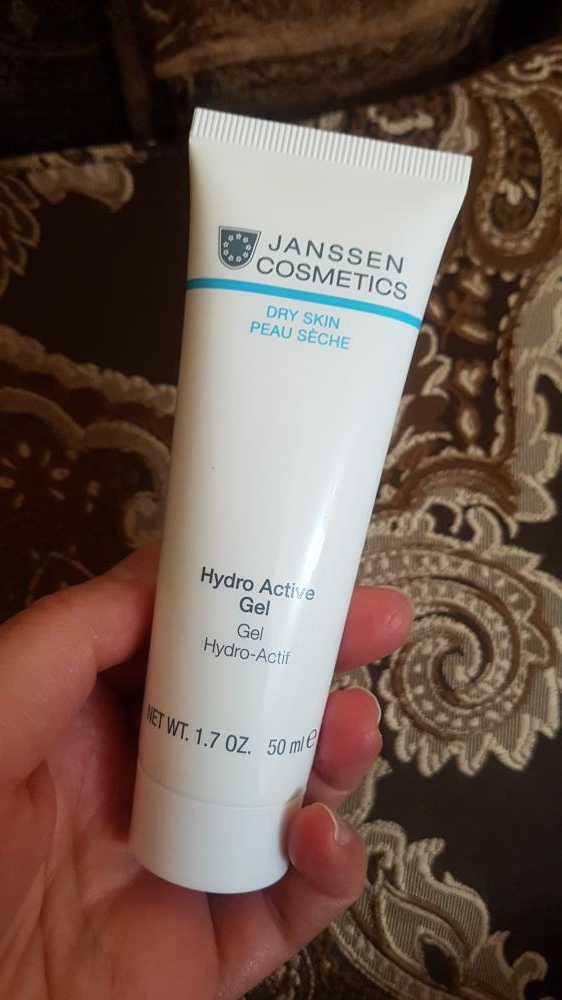 JANSSEN
COSMETICS
DRY SKIN
PEAU SÈCHE
Hydro Active
Gel
Gel
Hydro-Actif
NET WT. 1.7 OZ. 50 ml ℮